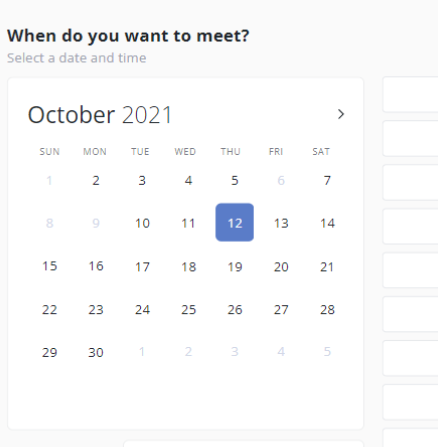 When do you want to meet?
Select a date and time
October 2021
SUN MON TUE WED THU FRI SAT
1 2 3 4 5 6 7
8 9 10 11 12 13 14
15 16 17 18 19 20 21
22 23 24 25 26 27 28
29 30 1 2 3 4 5